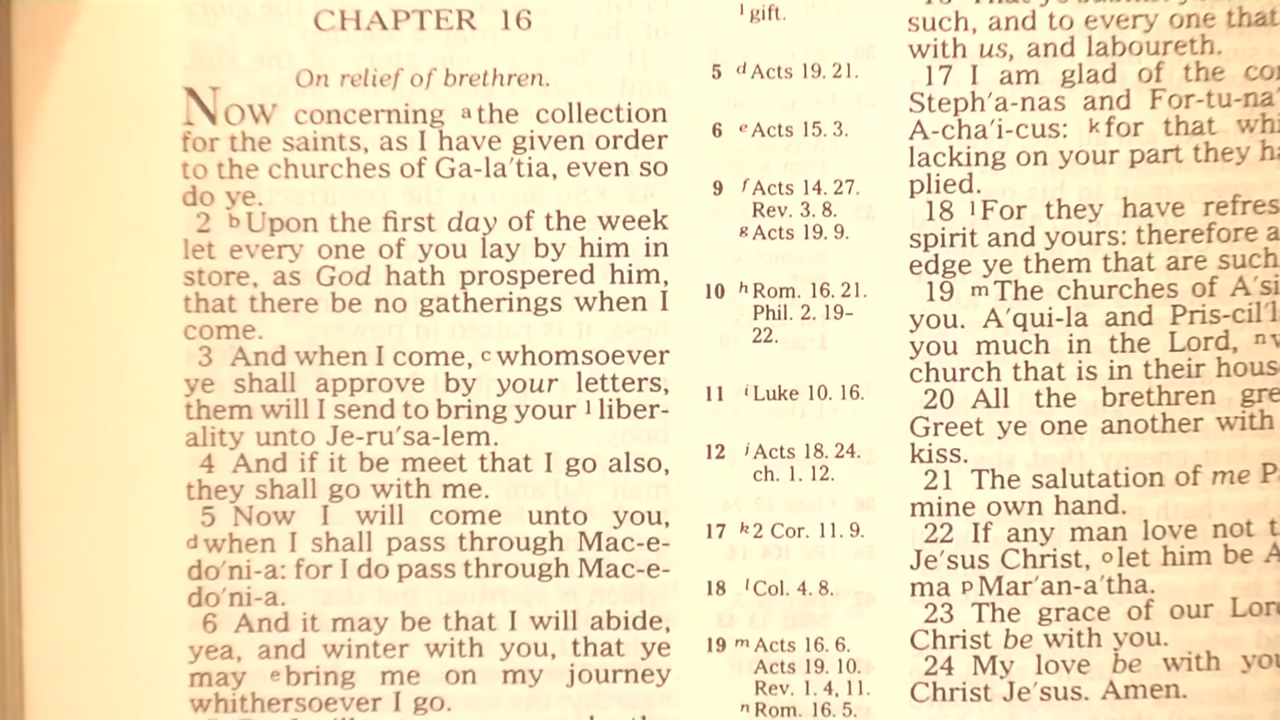 CHAPTER 16
On relief of brethren.
NOW concerning a the collection
for the saints, as I have given order
to the churches of Ga-la′tia, even so
do ye.
2 b Upon the first day of the week
let every one of you lay by him in
store, as God hath prospered him,
that there be no gatherings when I
come.
3 And when I come, c whomsoever
ye shall approve by your letters,
them will I send to bring your 1 liber-
ality unto Je-ru′sa-lem.
4 And if it be meet that I go also,
they shall go with me.
5 Now I will come unto you,
d when I shall pass through Mac-e-
do′ni-a: for I do pass through Mac-e-
do′ni-a.
6 And it may be that I will abide,
yea, and winter with you, that ye
may e bring me on my journey
whithersoever I go.
1 gift.
5 d Acts 19. 21.
6 e Acts 15. 3.
9 f Acts 14. 27.
Rev. 3. 8.
g Acts 19. 9.
10 h Rom. 16. 21.
Phil. 2. 19–
22.
11 i Luke 10. 16.
12 j Acts 18. 24.
ch. 1. 12.
17 k 2 Cor. 11. 9.
18 l Col. 4. 8.
19 m Acts 16. 6.
Acts 19. 10.
Rev. 1. 4, 11.
n Rom. 16. 5.
such, and to every one that
with us, and laboureth.
17 I am glad of the
Steph′a-nas and For-tu-na′
A-cha′i-cus: k for that
lacking on your part they
plied.
18 l For they have
spirit and yours: therefore
edge ye them that are such
19 m The churches of
you. A′qui-la and
you much in the Lord, n
church that is in their
20 All the brethren
Greet ye one another with
kiss.
21 The salutation of me
mine own hand.
22 If any man love not
Je′sus Christ, o let him be
ma p Mar′an-a′tha.
23 The grace of our
Christ be with you.
24 My love be with
Christ Je′sus. Amen.